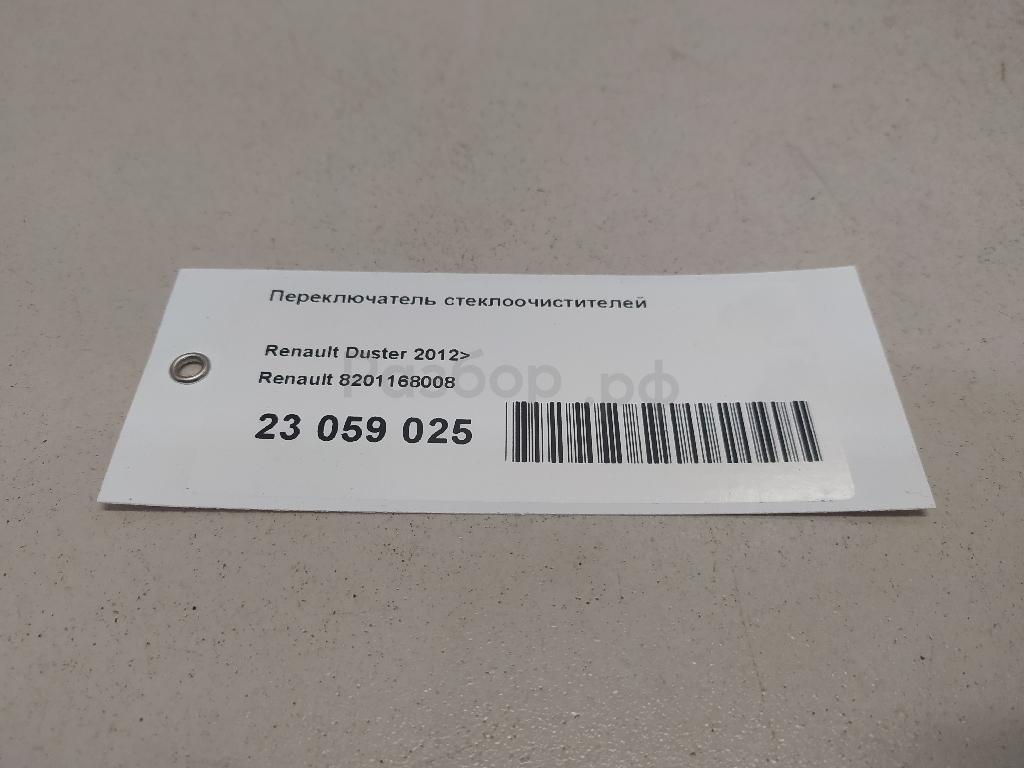 Переключатель стеклоочистителей
Renault Duster 2012>
Renault 8201168008
23 059 025
Разбор.рф